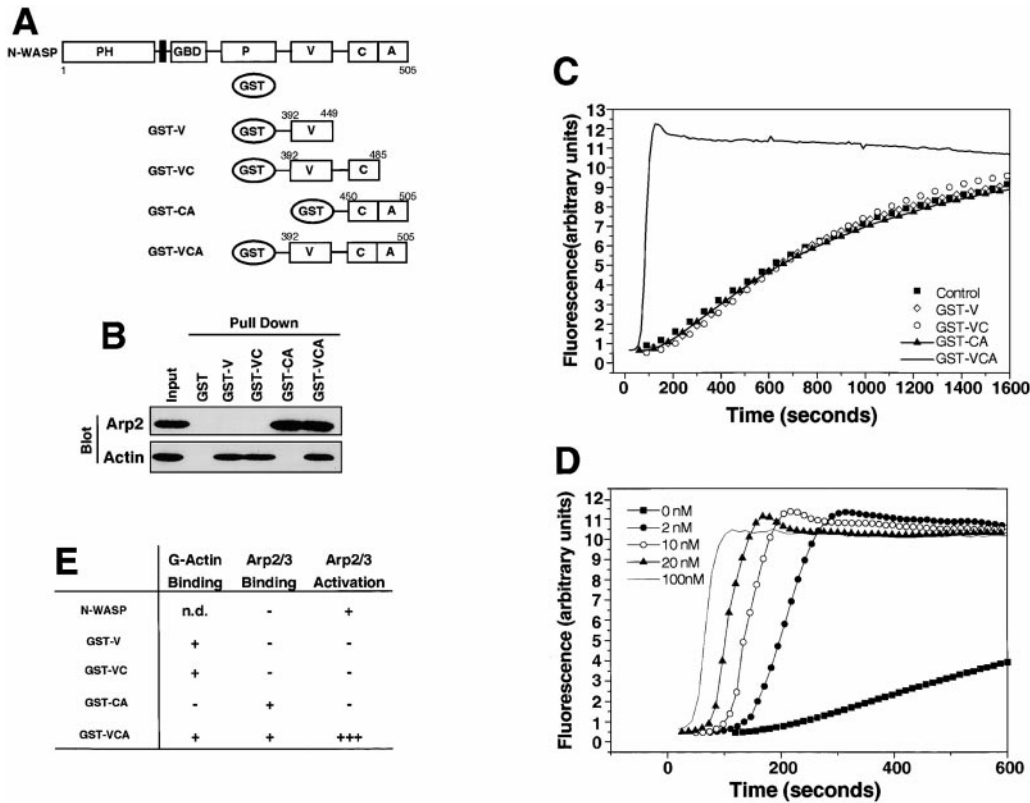 A
N-WASP PH GBD P V C A
1 505
GST
392 449
GST-V GST V
392 485
GST-VC GST V C
450 505
GST-CA GST C A
392 505
GST-VCA GST V C A
B
Pull Down
Input GST GST-V GST-VC GST-CA GST-VCA
Blot
Arp2
Actin
E
G-Actin Binding Arp2/3 Binding Arp2/3 Activation
N-WASP n.d. - +
GST-V + - -
GST-VC + - -
GST-CA - + -
GST-VCA + + +++
C
Fluorescence(arbitrary units)
13
12
11
10
9
8
7
6
5
4
3
2
1
0
Control
GST-V
GST-VC
GST-CA
GST-VCA
0 200 400 600 800 1000 1200 1400 1600
Time (seconds)
D
Fluorescence (arbitrary units)
12
11
10
9
8
7
6
5
4
3
2
1
0
0 nM
2 nM
10 nM
20 nM
100nM
0 200 400 600
Time (seconds)